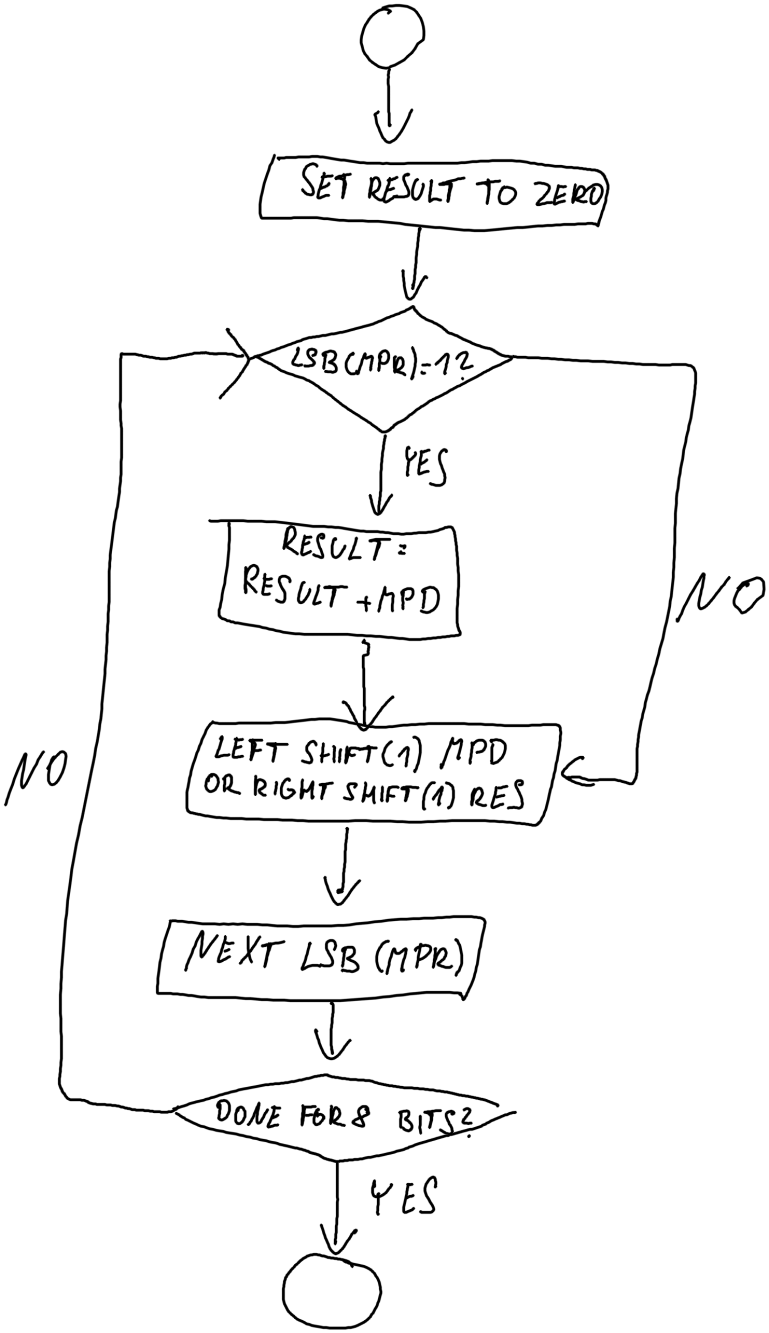 SET RESULT TO ZERO
LSB(MPR)=1?
YES
RESULT=
RESULT+MPD
NO
LEFT SHIFT(1) MPD
OR RIGHT SHIFT(1) RES
NO
NEXT LSB (MPR)
DONE FOR 8 BITS?
YES